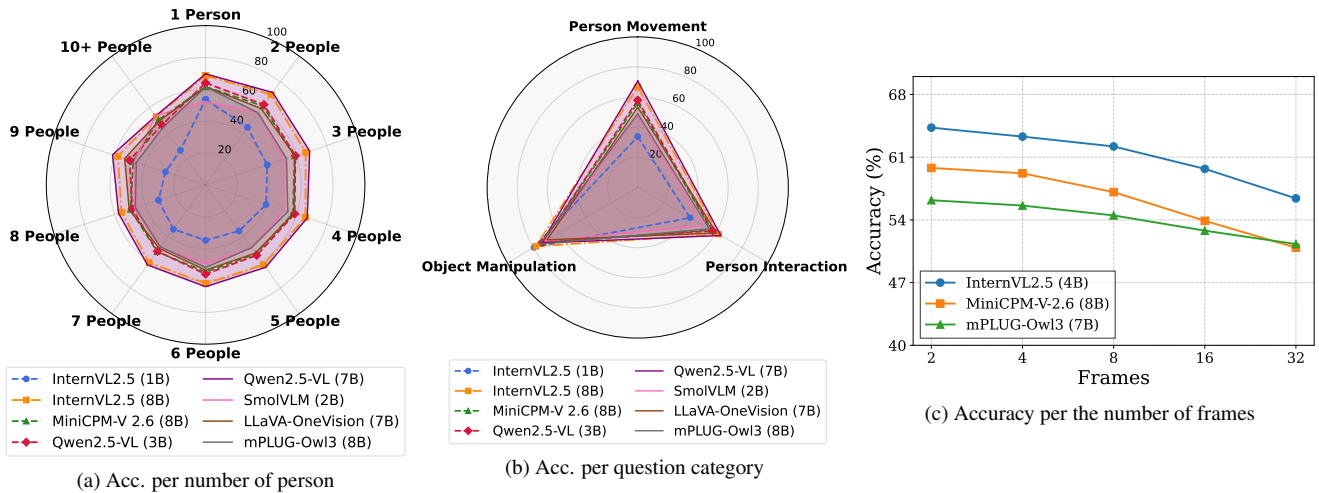 1 Person
2 People
3 People
4 People
5 People
6 People
7 People
8 People
9 People
10+ People
20
40
60
80
100
InternVL2.5 (1B)
InternVL2.5 (8B)
MiniCPM-V 2.6 (8B)
Qwen2.5-VL (3B)
Qwen2.5-VL (7B)
SmolVLM (2B)
LLaVA-OneVision (7B)
mPLUG-Owl3 (8B)
(a) Acc. per number of person
Person Movement
Person Interaction
Object Manipulation
20
40
60
80
100
InternVL2.5 (1B)
InternVL2.5 (8B)
MiniCPM-V 2.6 (8B)
Qwen2.5-VL (3B)
Qwen2.5-VL (7B)
SmolVLM (2B)
LLaVA-OneVision (7B)
mPLUG-Owl3 (8B)
(b) Acc. per question category
Accuracy (%)
68
61
54
47
40
InternVL2.5 (4B)
MiniCPM-V-2.6 (8B)
mPLUG-Owl3 (7B)
2 4 8 16 32
Frames
(c) Accuracy per the number of frames